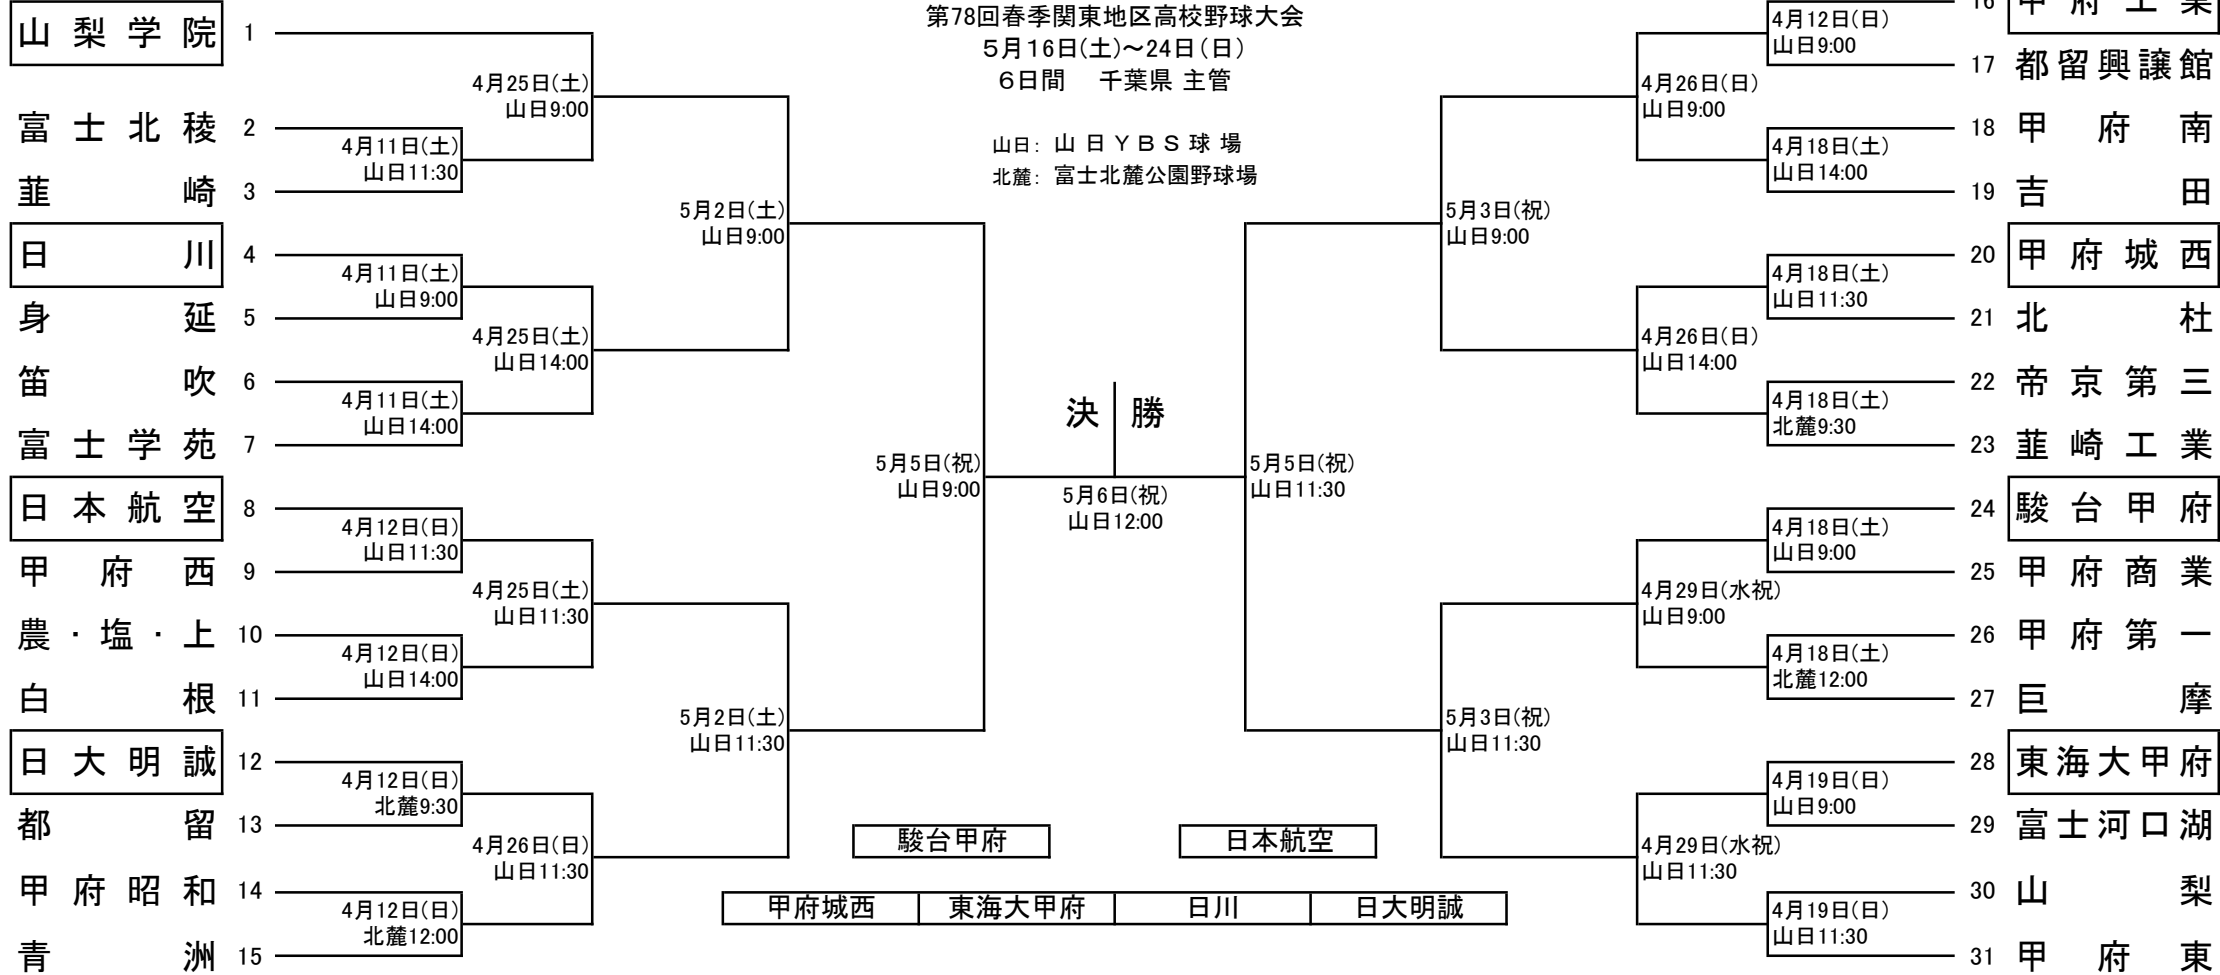 第78回春季関東地区高校野球大会
5月16日(土)～24日(日)
6日間 千葉県 主管
山日: 山日YBS球場
北麓: 富士北麓公園野球場
山梨学院 1
富士北稜 2
韮崎 3
日川 4
身延 5
笛吹 6
富士学苑 7
日本航空 8
甲府西 9
農・塩・上 10
白根 11
日大明誠 12
都留 13
甲府昭和 14
青洲 15
4月11日(土)
山日11:30
4月11日(土)
山日9:00
4月11日(土)
山日14:00
4月12日(日)
山日11:30
4月12日(日)
山日14:00
4月12日(日)
北麓9:30
4月12日(日)
北麓12:00
4月25日(土)
山日9:00
4月25日(土)
山日14:00
4月25日(土)
山日11:30
4月26日(日)
山日11:30
5月2日(土)
山日9:00
5月2日(土)
山日11:30
5月5日(祝)
山日9:00
決勝
5月6日(祝)
山日12:00
5月5日(祝)
山日11:30
5月3日(祝)
山日9:00
5月3日(祝)
山日11:30
4月26日(日)
山日9:00
4月26日(日)
山日14:00
4月29日(水祝)
山日9:00
4月29日(水祝)
山日11:30
4月12日(日)
山日9:00
4月18日(土)
山日14:00
4月18日(土)
山日11:30
4月18日(土)
北麓9:30
4月18日(土)
山日9:00
4月18日(土)
北麓12:00
4月19日(日)
山日9:00
4月19日(日)
山日11:30
16 甲府工業
17 都留興譲館
18 甲府南
19 吉田
20 甲府城西
21 北杜
22 帝京第三
23 韮崎工業
24 駿台甲府
25 甲府商業
26 甲府第一
27 巨摩
28 東海大甲府
29 富士河口湖
30 山梨
31 甲府東
駿台甲府 日本航空
甲府城西 東海大甲府 日川 日大明誠